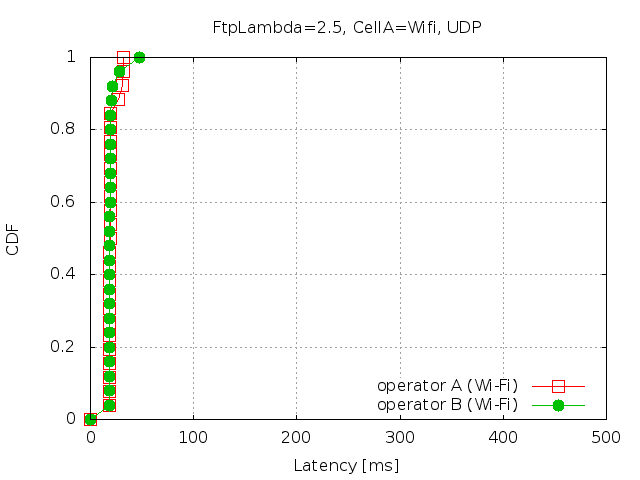 FtpLambda=2.5, CellA=Wifi, UDP
1
0.8
0.6
0.4
0.2
0
CDF
0 100 200 300 400 500
Latency [ms]
operator A (Wi-Fi)
operator B (Wi-Fi)